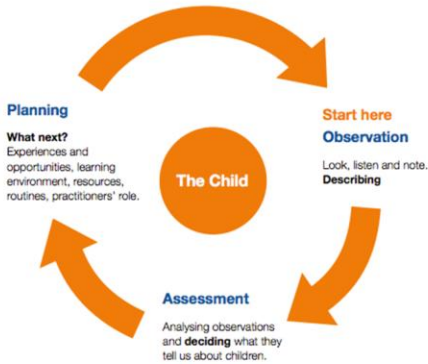 Start here
Observation
Look, listen and note.
Describing
Assessment
Analysing observations
and deciding what they
tell us about children.
Planning
What next?
Experiences and
opportunities, learning
environment, resources,
routines, practitioners' role.
The Child